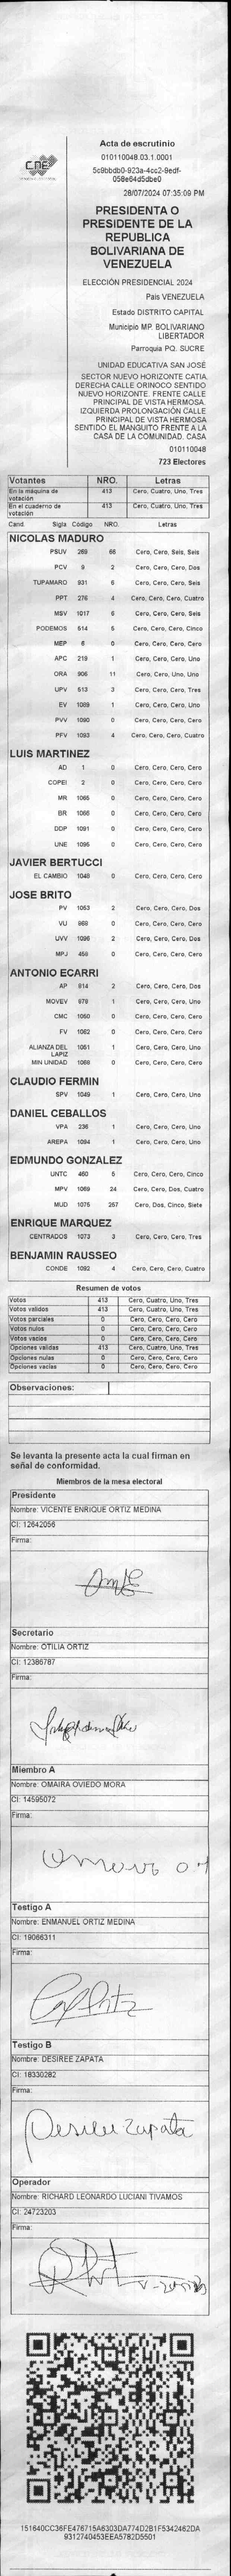 CNE
Acta de escrutinio
010110048.03.1.0001
5c9bbdb0-923a-4cc2-9edf-
058e64d5dbe0
28/07/2024 07:35:09 PM
PRESIDENTA O
PRESIDENTE DE LA
REPUBLICA
BOLIVARIANA DE
VENEZUELA
ELECCIÓN PRESIDENCIAL 2024
País VENEZUELA
Estado DISTRITO CAPITAL
Municipio MP. BOLIVARIANO
LIBERTADOR
Parroquia PQ. SUCRE
UNIDAD EDUCATIVA SAN JOSÉ
SECTOR NUEVO HORIZONTE CATIA.
DERECHA CALLE ORINOCO SENTIDO
NUEVO HORIZONTE. FRENTE CALLE
PRINCIPAL DE VISTA HERMOSA.
IZQUIERDA PROLONGACIÓN CALLE
PRINCIPAL DE VISTA HERMOSA
SENTIDO EL MANGUITO FRENTE A LA
CASA DE LA COMUNIDAD. CASA
010110048
723 Electores
Votantes NRO. Letras
En la máquina de votación 413 Cero, Cuatro, Uno, Tres
En el cuaderno de votación 413 Cero, Cuatro, Uno, Tres
Cand. Sigla Código NRO. Letras
NICOLAS MADURO
PSUV 269 66 Cero, Cero, Seis, Seis
PCV 9 2 Cero, Cero, Cero, Dos
TUPAMARO 931 6 Cero, Cero, Cero, Seis
PPT 276 4 Cero, Cero, Cero, Cuatro
MSV 1017 6 Cero, Cero, Cero, Seis
PODEMOS 514 5 Cero, Cero, Cero, Cinco
MEP 6 0 Cero, Cero, Cero, Cero
APC 219 1 Cero, Cero, Cero, Uno
ORA 906 11 Cero, Cero, Uno, Uno
UPV 513 3 Cero, Cero, Cero, Tres
EV 1089 1 Cero, Cero, Cero, Uno
PVV 1090 0 Cero, Cero, Cero, Cero
PFV 1093 4 Cero, Cero, Cero, Cuatro
LUIS MARTINEZ
AD 1 0 Cero, Cero, Cero, Cero
COPEI 2 0 Cero, Cero, Cero, Cero
MR 1065 0 Cero, Cero, Cero, Cero
BR 1066 0 Cero, Cero, Cero, Cero
DDP 1091 0 Cero, Cero, Cero, Cero
UNE 1095 0 Cero, Cero, Cero, Cero
JAVIER BERTUCCI
EL CAMBIO 1048 0 Cero, Cero, Cero, Cero
JOSE BRITO
PV 1053 2 Cero, Cero, Cero, Dos
VU 868 0 Cero, Cero, Cero, Cero
UVV 1096 2 Cero, Cero, Cero, Dos
MPJ 458 0 Cero, Cero, Cero, Cero
ANTONIO ECARRI
AP 814 2 Cero, Cero, Cero, Dos
MOVEV 979 1 Cero, Cero, Cero, Uno
CMC 1050 0 Cero, Cero, Cero, Cero
FV 1062 0 Cero, Cero, Cero, Cero
ALIANZA DEL LAPIZ 1051 1 Cero, Cero, Cero, Uno
MIN UNIDAD 1068 0 Cero, Cero, Cero, Cero
CLAUDIO FERMIN
SPV 1049 1 Cero, Cero, Cero, Uno
DANIEL CEBALLOS
VPA 236 1 Cero, Cero, Cero, Uno
AREPA 1094 1 Cero, Cero, Cero, Uno
EDMUNDO GONZALEZ
UNTC 460 5 Cero, Cero, Cero, Cinco
MPV 1069 24 Cero, Cero, Dos, Cuatro
MUD 1075 257 Cero, Dos, Cinco, Siete
ENRIQUE MARQUEZ
CENTRADOS 1073 3 Cero, Cero, Cero, Tres
BENJAMIN RAUSSEO
CONDE 1092 4 Cero, Cero, Cero, Cuatro
Resumen de votos
Votos 413 Cero, Cuatro, Uno, Tres
Votos validos 413 Cero, Cuatro, Uno, Tres
Votos parciales 0 Cero, Cero, Cero, Cero
Votos nulos 0 Cero, Cero, Cero, Cero
Votos vacios 0 Cero, Cero, Cero, Cero
Opciones validas 413 Cero, Cuatro, Uno, Tres
Opciones nulas 0 Cero, Cero, Cero, Cero
Opciones vacias 0 Cero, Cero, Cero, Cero
Observaciones:
Se levanta la presente acta la cual firman en
señal de conformidad.
Miembros de la mesa electoral
Presidente
Nombre: VICENTE ENRIQUE ORTIZ MEDINA
CI: 12642056
Firma:
Secretario
Nombre: OTILIA ORTIZ
CI: 12386787
Firma:
Miembro A
Nombre: OMAIRA OVIEDO MORA
CI: 14595072
Firma:
Testigo A
Nombre: ENMANUEL ORTIZ MEDINA
CI: 19066311
Firma:
Testigo B
Nombre: DESIREE ZAPATA
CI: 18330282
Firma:
Desiree Zapata
Operador
Nombre: RICHARD LEONARDO LUCIANI TIVAMOS
CI: 24723203
Firma:
151640CC36FE476715A6303DA774D2B1F5342462DA
9312740453EEA5782D5501